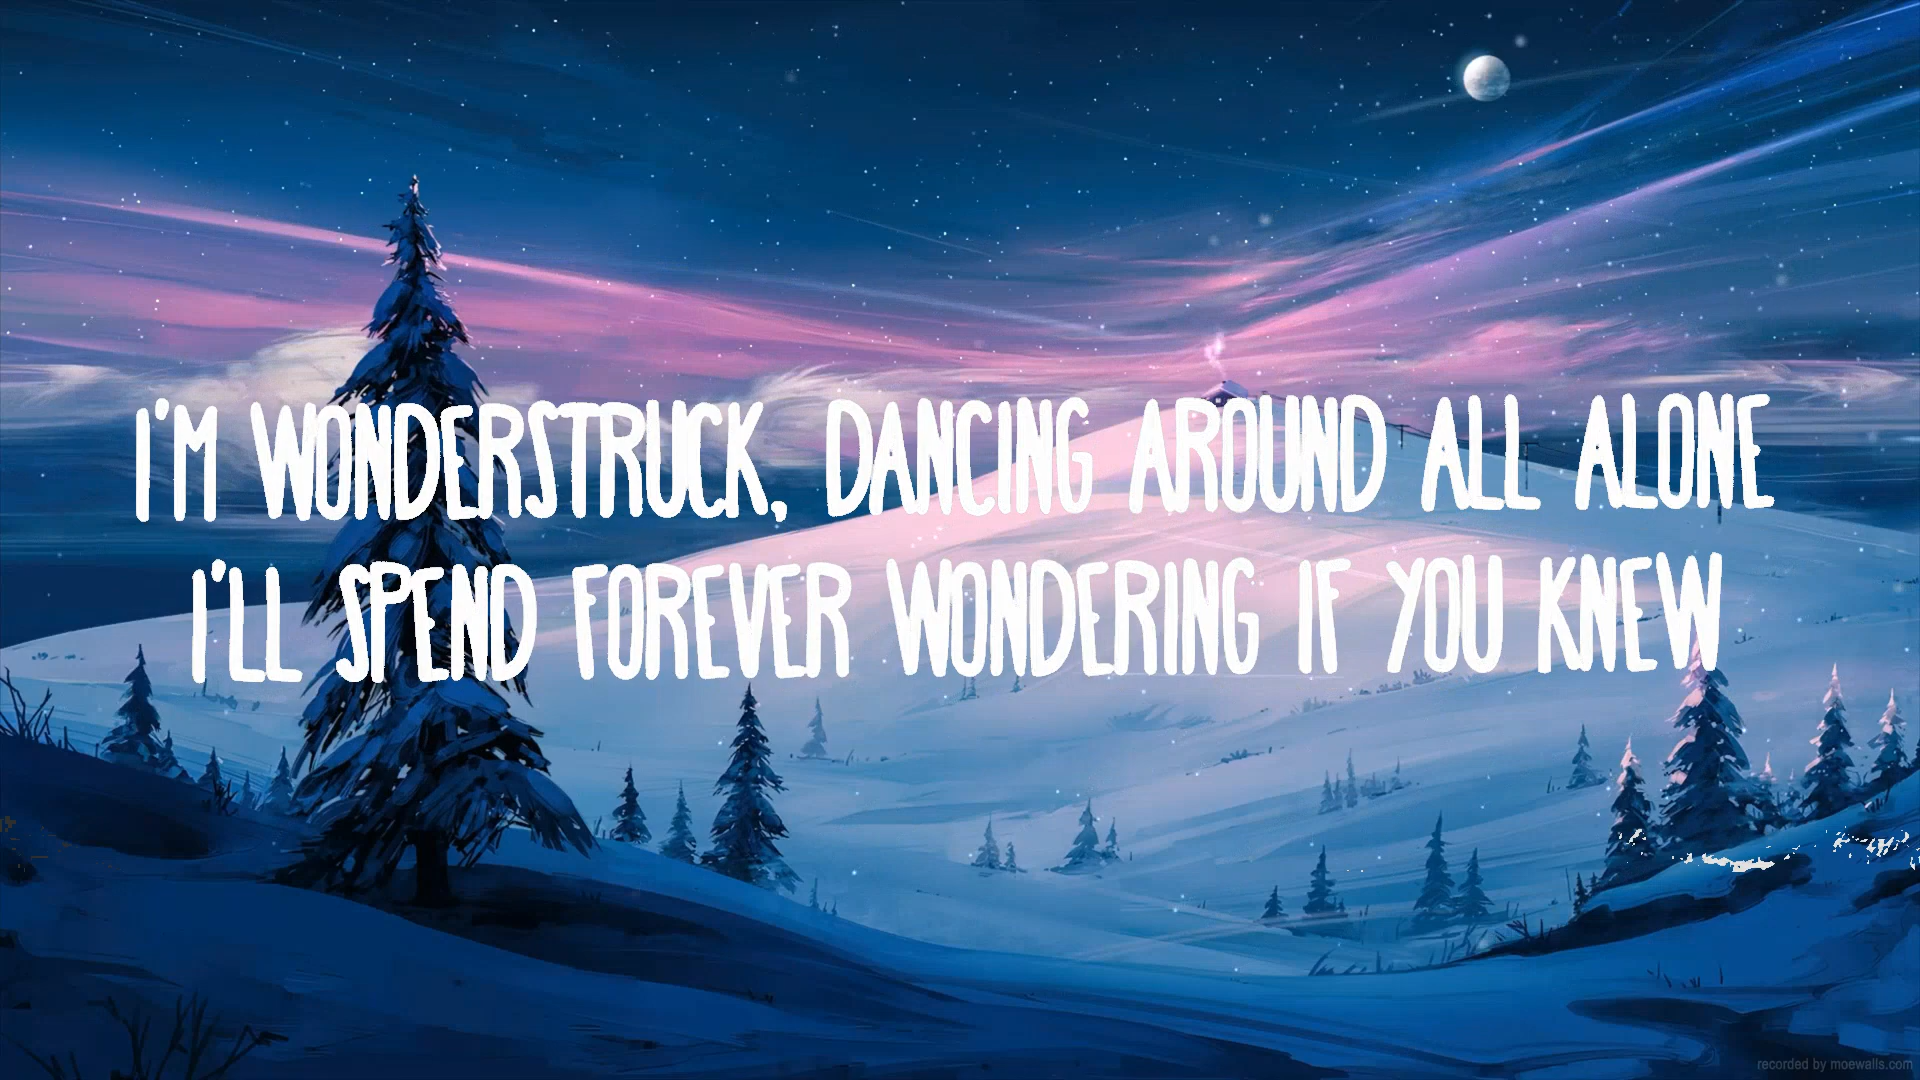 I'M WONDERSTRUCK, DANCING AROUND ALL ALONE
I'LL SPEND FOREVER WONDERING IF YOU KNEW
recorded by moewalls.com